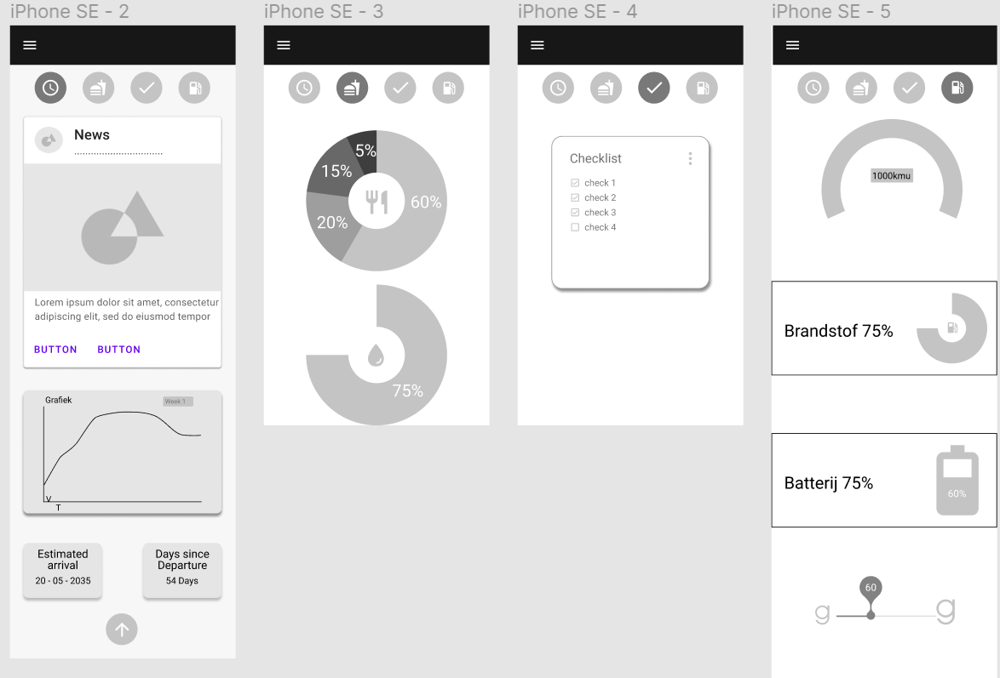 iPhone SE - 2
News
Lorem ipsum dolor sit amet, consectetur
adipiscing elit, sed do eiusmod tempor
BUTTON BUTTON
Grafiek
Week 1
V
T
Estimated
arrival
20 - 05 - 2035
Days since
Departure
54 Days
iPhone SE - 3
5%
15%
60%
20%
75%
iPhone SE - 4
Checklist
check 1
check 2
check 3
check 4
iPhone SE - 5
1000kmu
Brandstof 75%
Batterij 75%
60%
60
g g